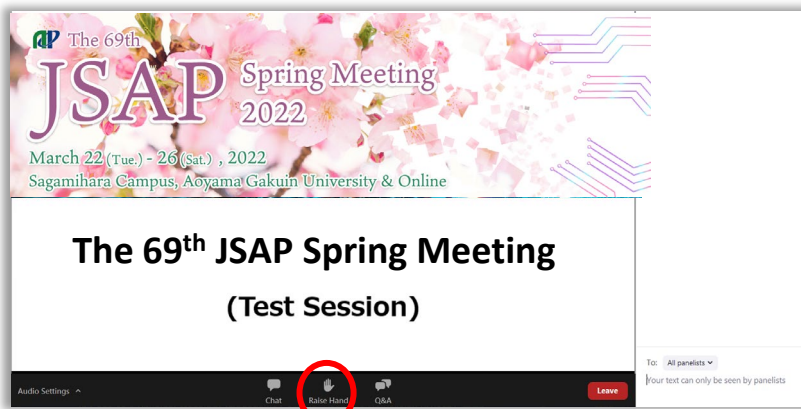 The 69th
JSAP Spring Meeting
2022
March 22 (Tue.) - 26 (Sat.) , 2022
Sagamihara Campus, Aoyama Gakuin University & Online
The 69th JSAP Spring Meeting
(Test Session)
To: All panelists
Your text can only be seen by panelists
Audio Settings
Chat
Raise Hand
Q&A
Leave